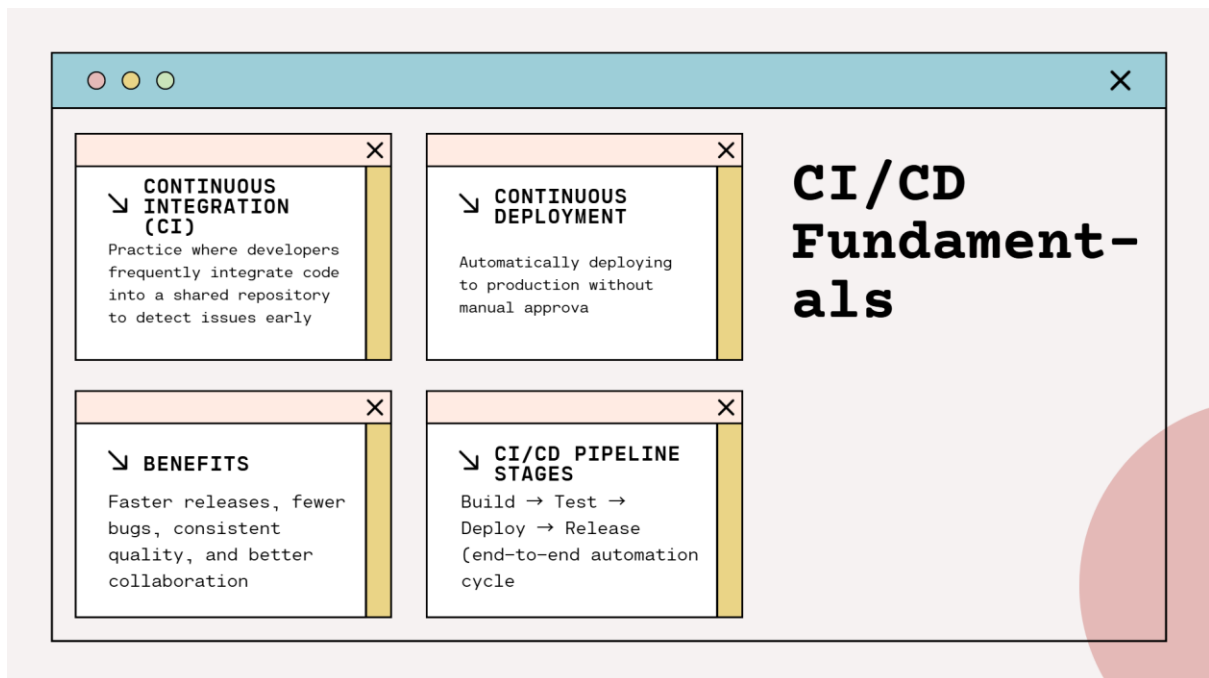 CI/CD
Fundament-
als
CONTINUOUS
INTEGRATION
(CI)
Practice where developers
frequently integrate code
into a shared repository
to detect issues early
CONTINUOUS
DEPLOYMENT
Automatically deploying
to production without
manual approva
BENEFITS
Faster releases, fewer
bugs, consistent
quality, and better
collaboration
CI/CD PIPELINE
STAGES
Build → Test →
Deploy → Release
(end-to-end automation
cycle